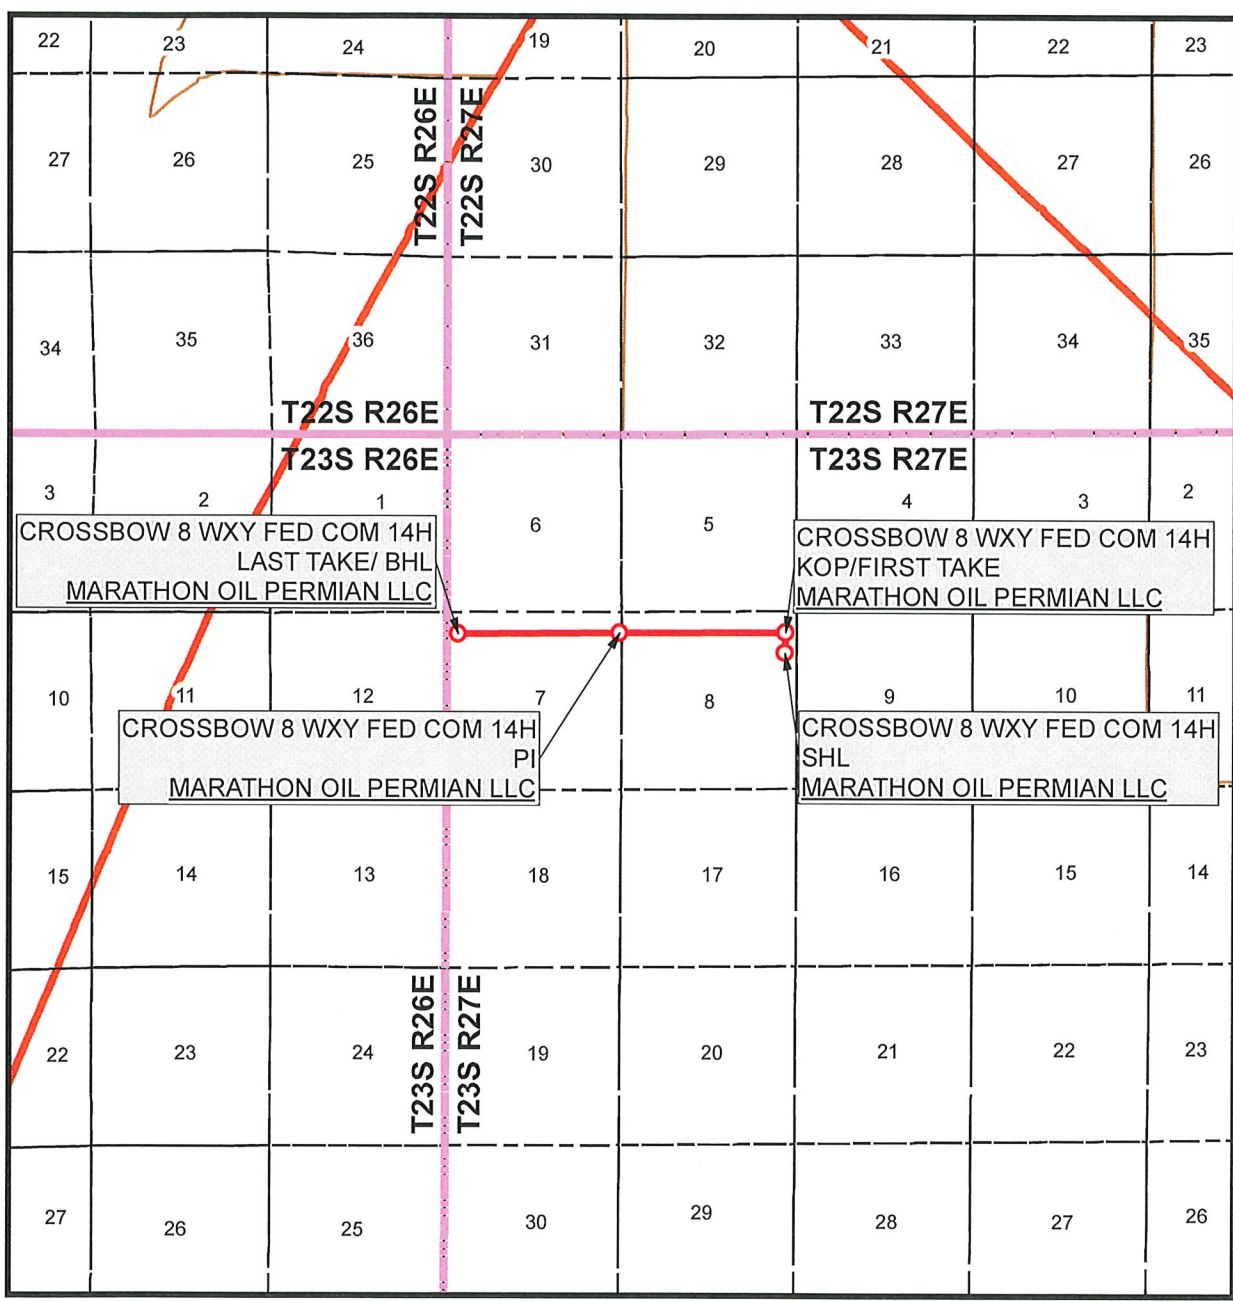 22 23 24 19 20 21 22 23
27 26 25 30 29 28 27 26
T22S R26E
T22S R27E
34 35 36 31 32 33 34 35
T22S R26E
T22S R27E
T23S R26E
T23S R27E
3 2 1 6 5 4 3 2
CROSSBOW 8 WXY FED COM 14H
LAST TAKE/ BHL
MARATHON OIL PERMIAN LLC
CROSSBOW 8 WXY FED COM 14H
KOP/FIRST TAKE
MARATHON OIL PERMIAN LLC
10 11 12 7 8 9 10 11
CROSSBOW 8 WXY FED COM 14H
PI
MARATHON OIL PERMIAN LLC
CROSSBOW 8 WXY FED COM 14H
SHL
MARATHON OIL PERMIAN LLC
15 14 13 18 17 16 15 14
T23S R26E
T23S R27E
22 23 24 19 20 21 22 23
27 26 25 30 29 28 27 26